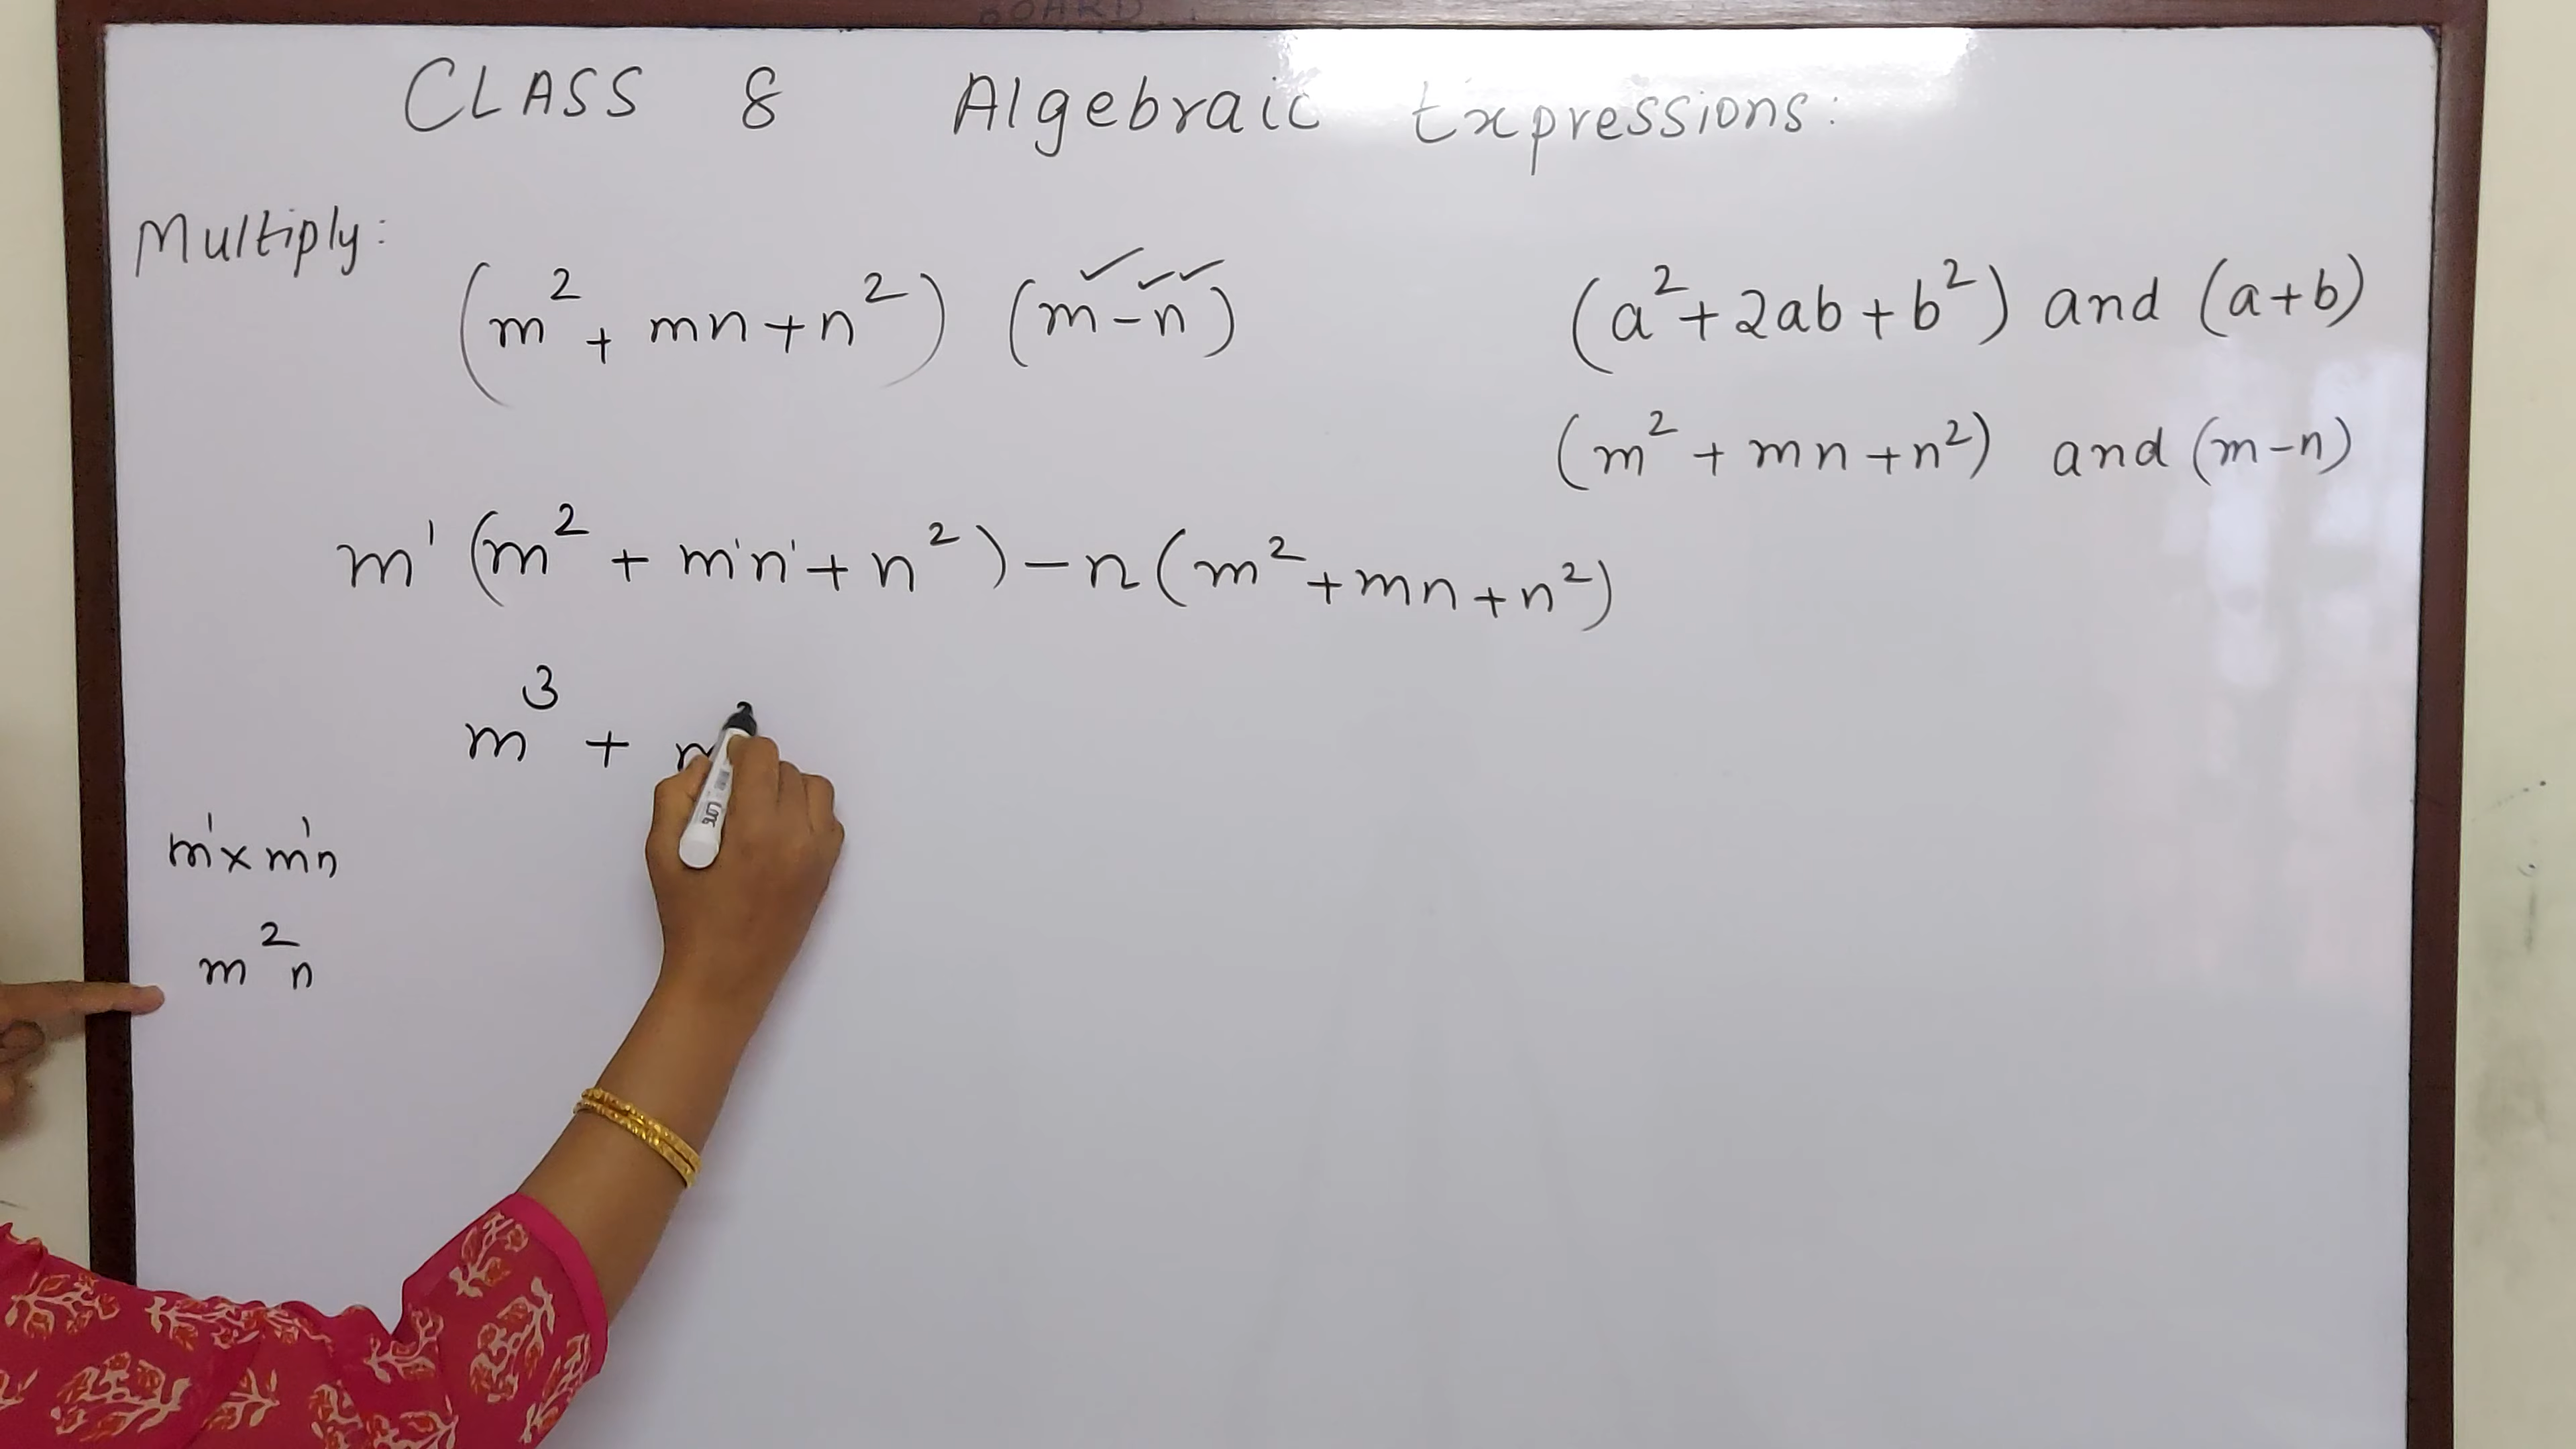 BOARD
CLASS 8 Algebraic Expressions:
Multiply:
(m² + mn + n²) (m - n)
(a² + 2ab + b²) and (a + b)
(m² + mn + n²) and (m - n)
m¹ (m² + m¹n¹ + n²) - n (m² + mn + n²)
m³ +
m¹ x m¹n
m²n